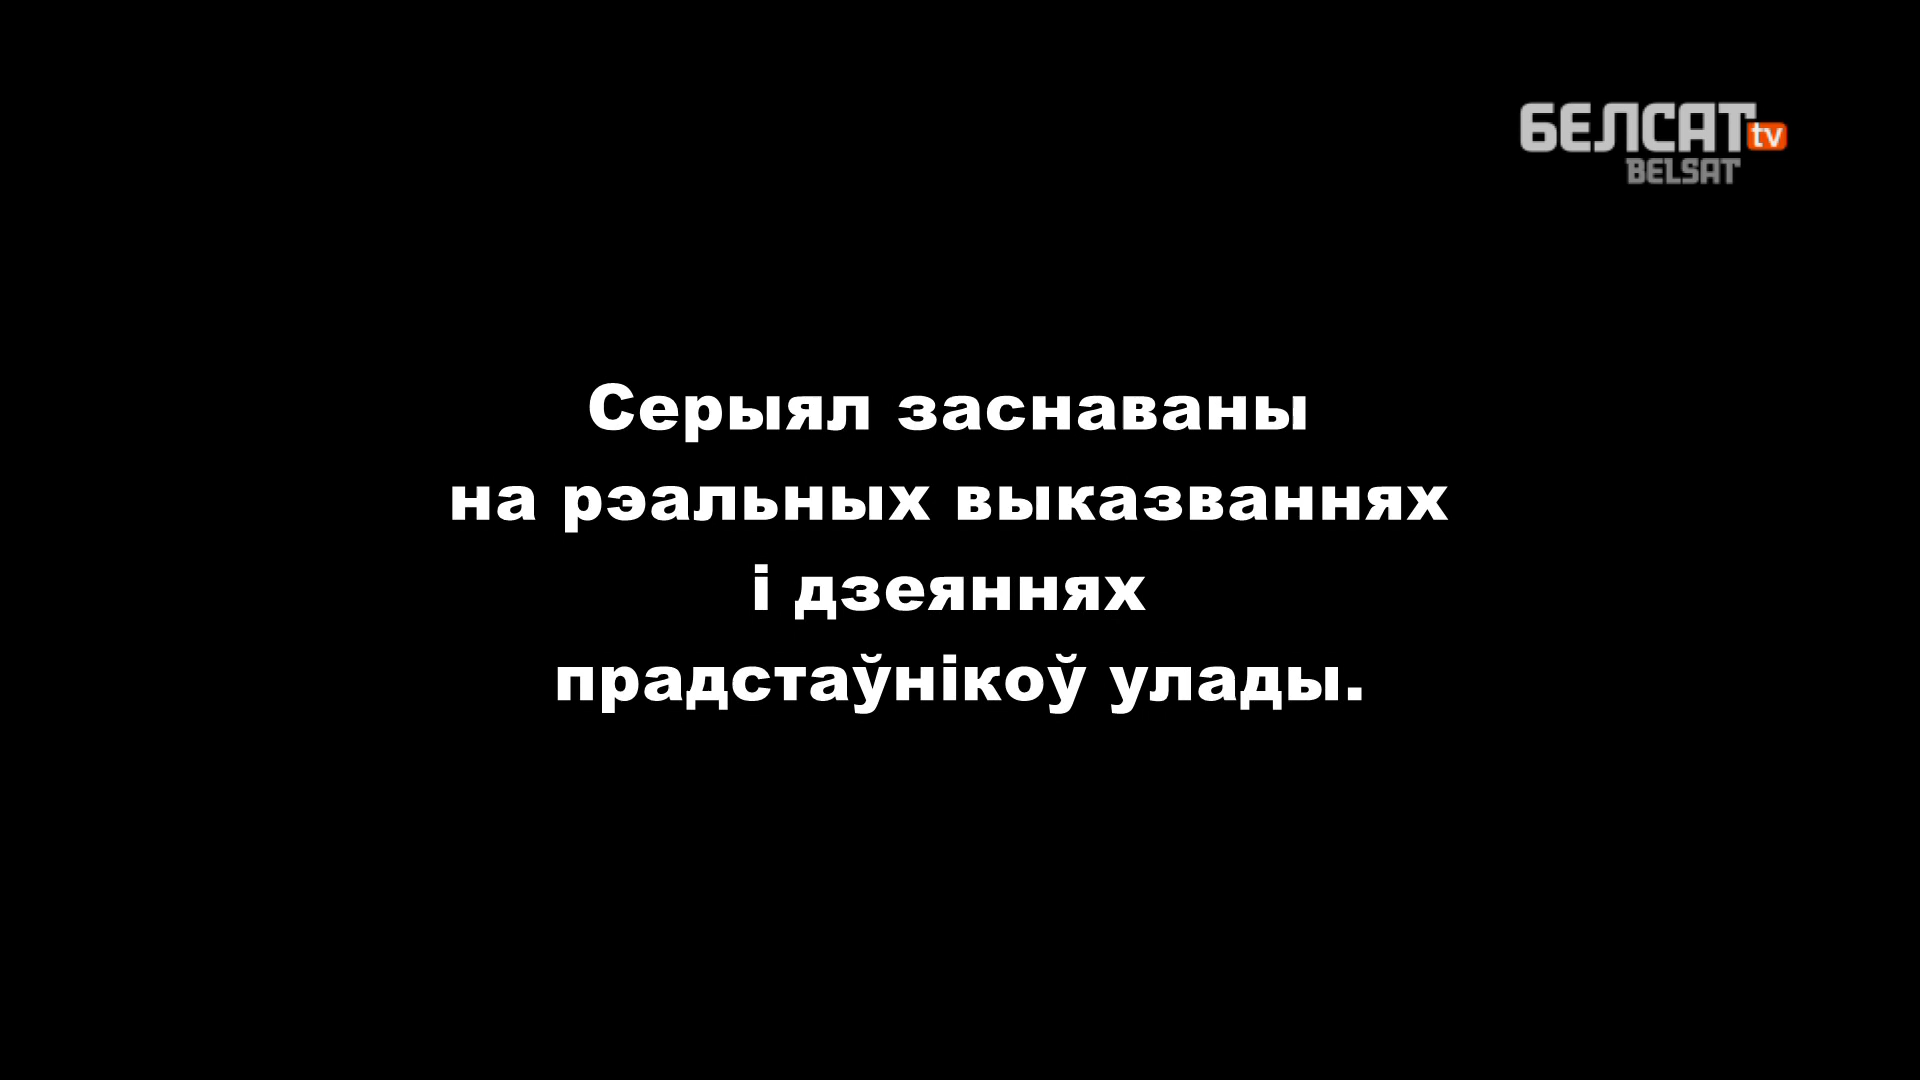 БЕЛСАТ tv
BELSAT
Серыял заснаваны
на рэальных выказваннях
і дзеяннях
прадстаўнікоў улады.